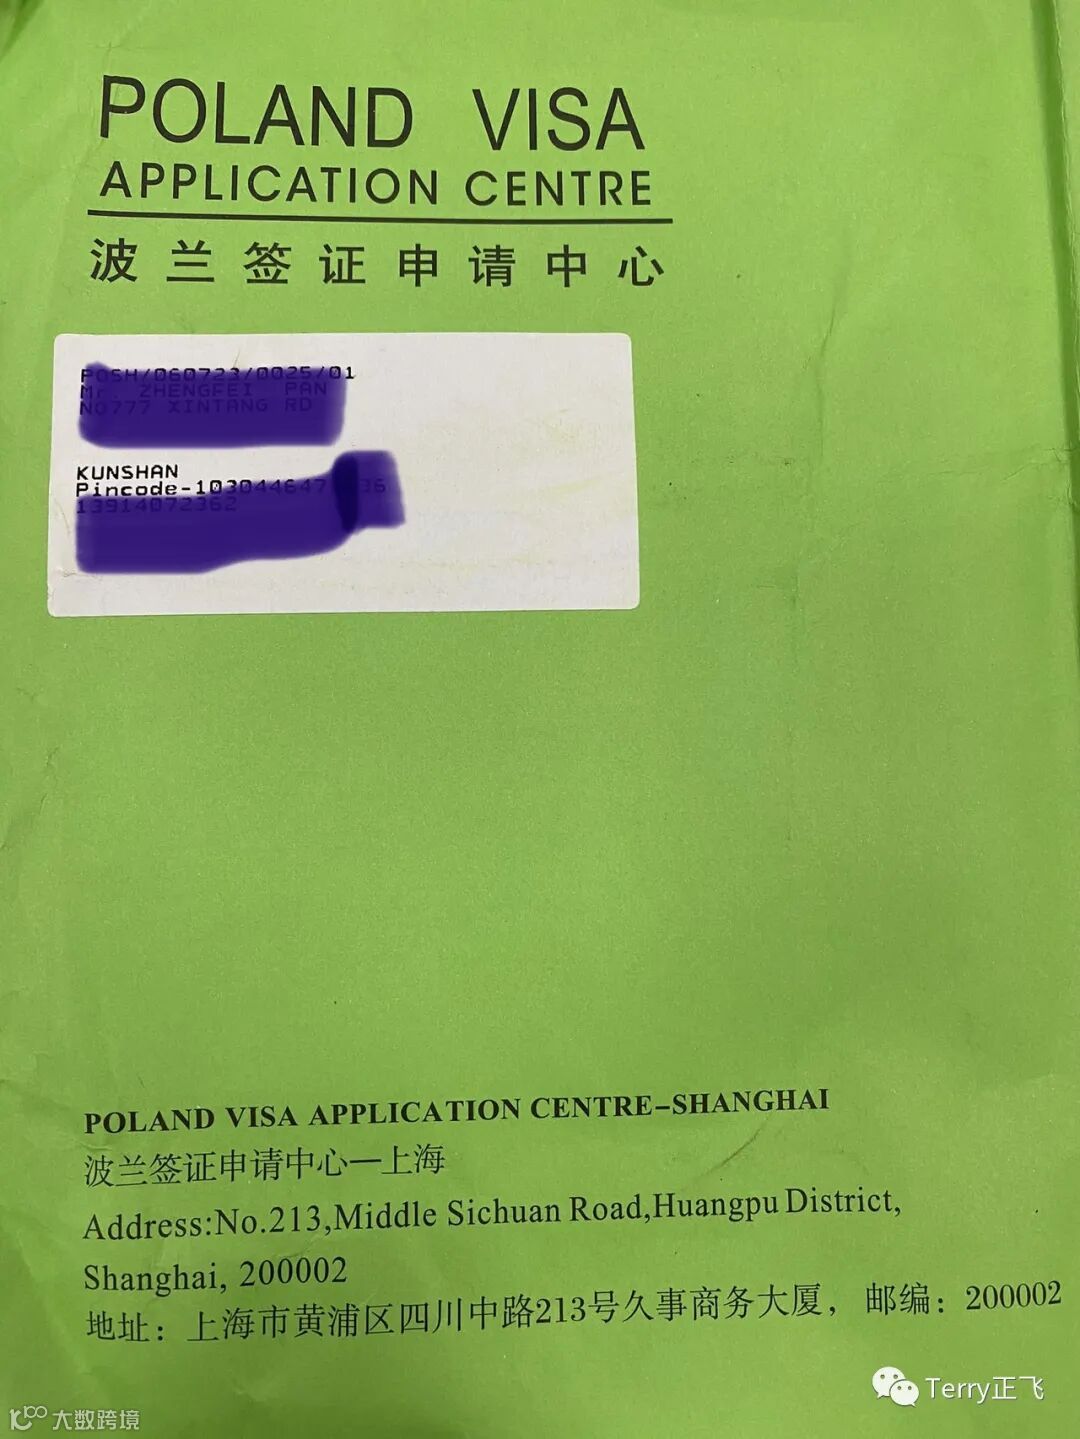 POLAND VISA
APPLICATION CENTRE
波兰签证申请中心
KUNSHAN
POLAND VISA APPLICATION CENTRE-SHANGHAI
波兰签证申请中心—上海
Address:No.213,Middle Sichuan Road,Huangpu District,
Shanghai, 200002
地址：上海市黄浦区四川中路213号久事商务大厦，邮编：200002
Terry正飞
大数跨境